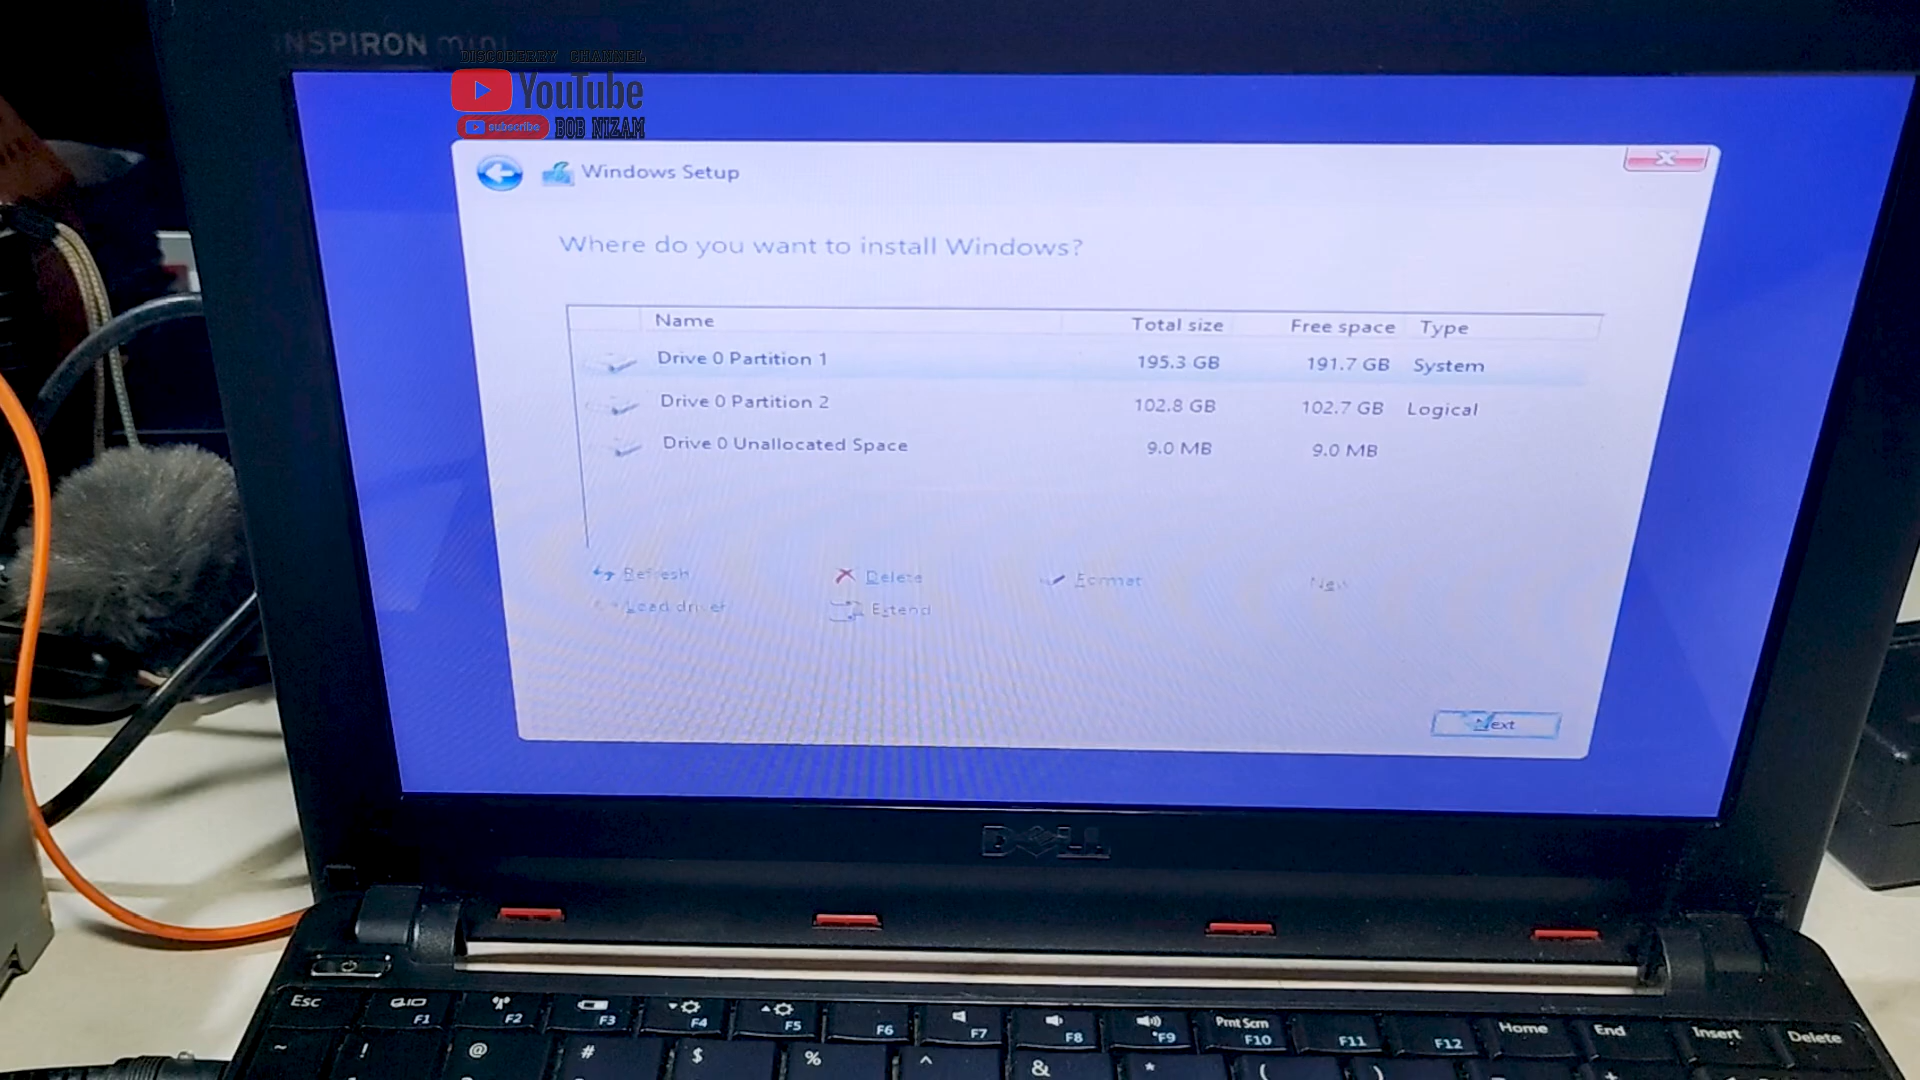 INSPIRON mini
DISCOBERRY CHANNEL
YouTube
subscribe BOB NIZAM
Windows Setup
Where do you want to install Windows?
Name Total size Free space Type
Drive 0 Partition 1 195.3 GB 191.7 GB System
Drive 0 Partition 2 102.8 GB 102.7 GB Logical
Drive 0 Unallocated Space 9.0 MB 9.0 MB
Refresh Delete Format New
Load driver Extend
Next
DELL
Esc F1 F2 F3 F4 F5 F6 F7 F8 F9 Prnt Scrn F10 F11 F12 Home End Insert Delete
~ ! @ # $ % ^ & * ( )